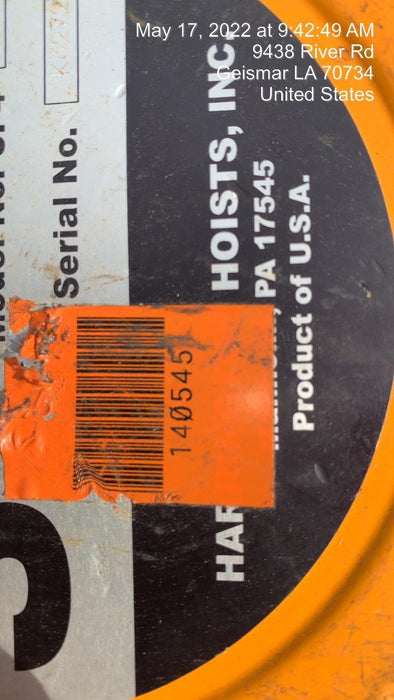 May 17, 2022 at 9:42:49 AM
9438 River Rd
Geismar LA 70734
United States
Serial No.
HOISTS, INC.
PA 17545
Product of U.S.A.
140545